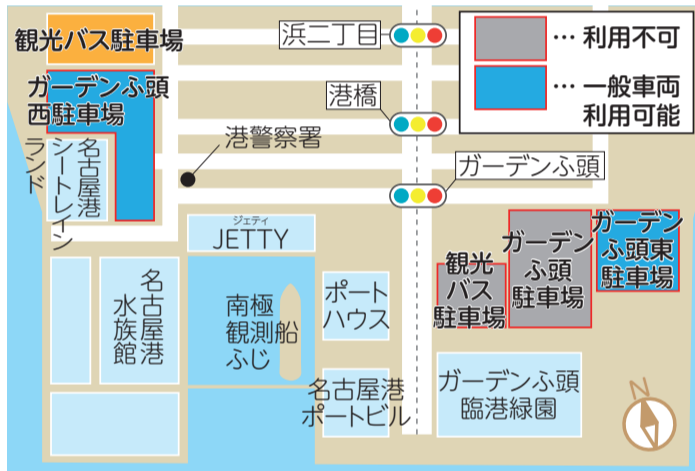 観光バス駐車場
ガーデンふ頭
西駐車場
名古屋港
シートレイン
ランド
浜二丁目
港橋
港警察署
ガーデンふ頭
… 利用不可
… 一般車両
利用可能
ジェティ
JETTY
名古屋港
水族館
南極
観測船
ふじ
ポート
ハウス
名古屋港
ポートビル
観光
バス
駐車場
ガーデン
ふ頭
駐車場
ガーデン
ふ頭東
駐車場
ガーデンふ頭
臨港緑園
N